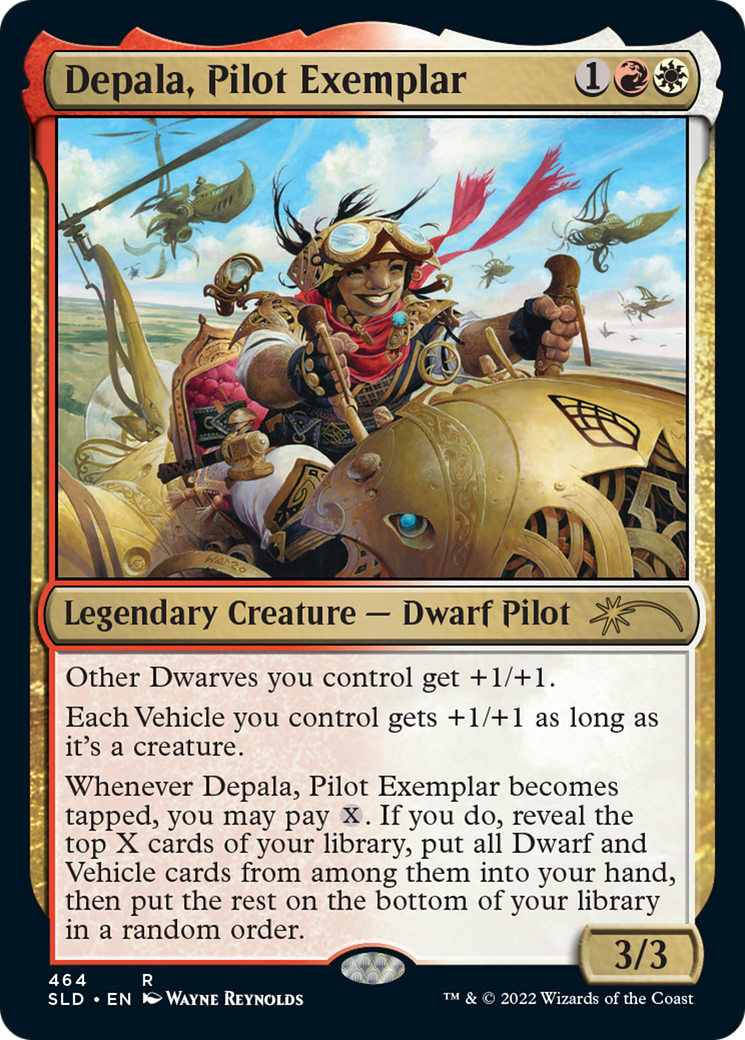 Depala, Pilot Exemplar 1
WAR20
Legendary Creature — Dwarf Pilot
Other Dwarves you control get +1/+1.
Each Vehicle you control gets +1/+1 as long as
it's a creature.
Whenever Depala, Pilot Exemplar becomes
tapped, you may pay X. If you do, reveal the
top X cards of your library, put all Dwarf and
Vehicle cards from among them into your hand,
then put the rest on the bottom of your library
in a random order.
3/3
464 R
SLD • EN Wayne Reynolds
™ & © 2022 Wizards of the Coast